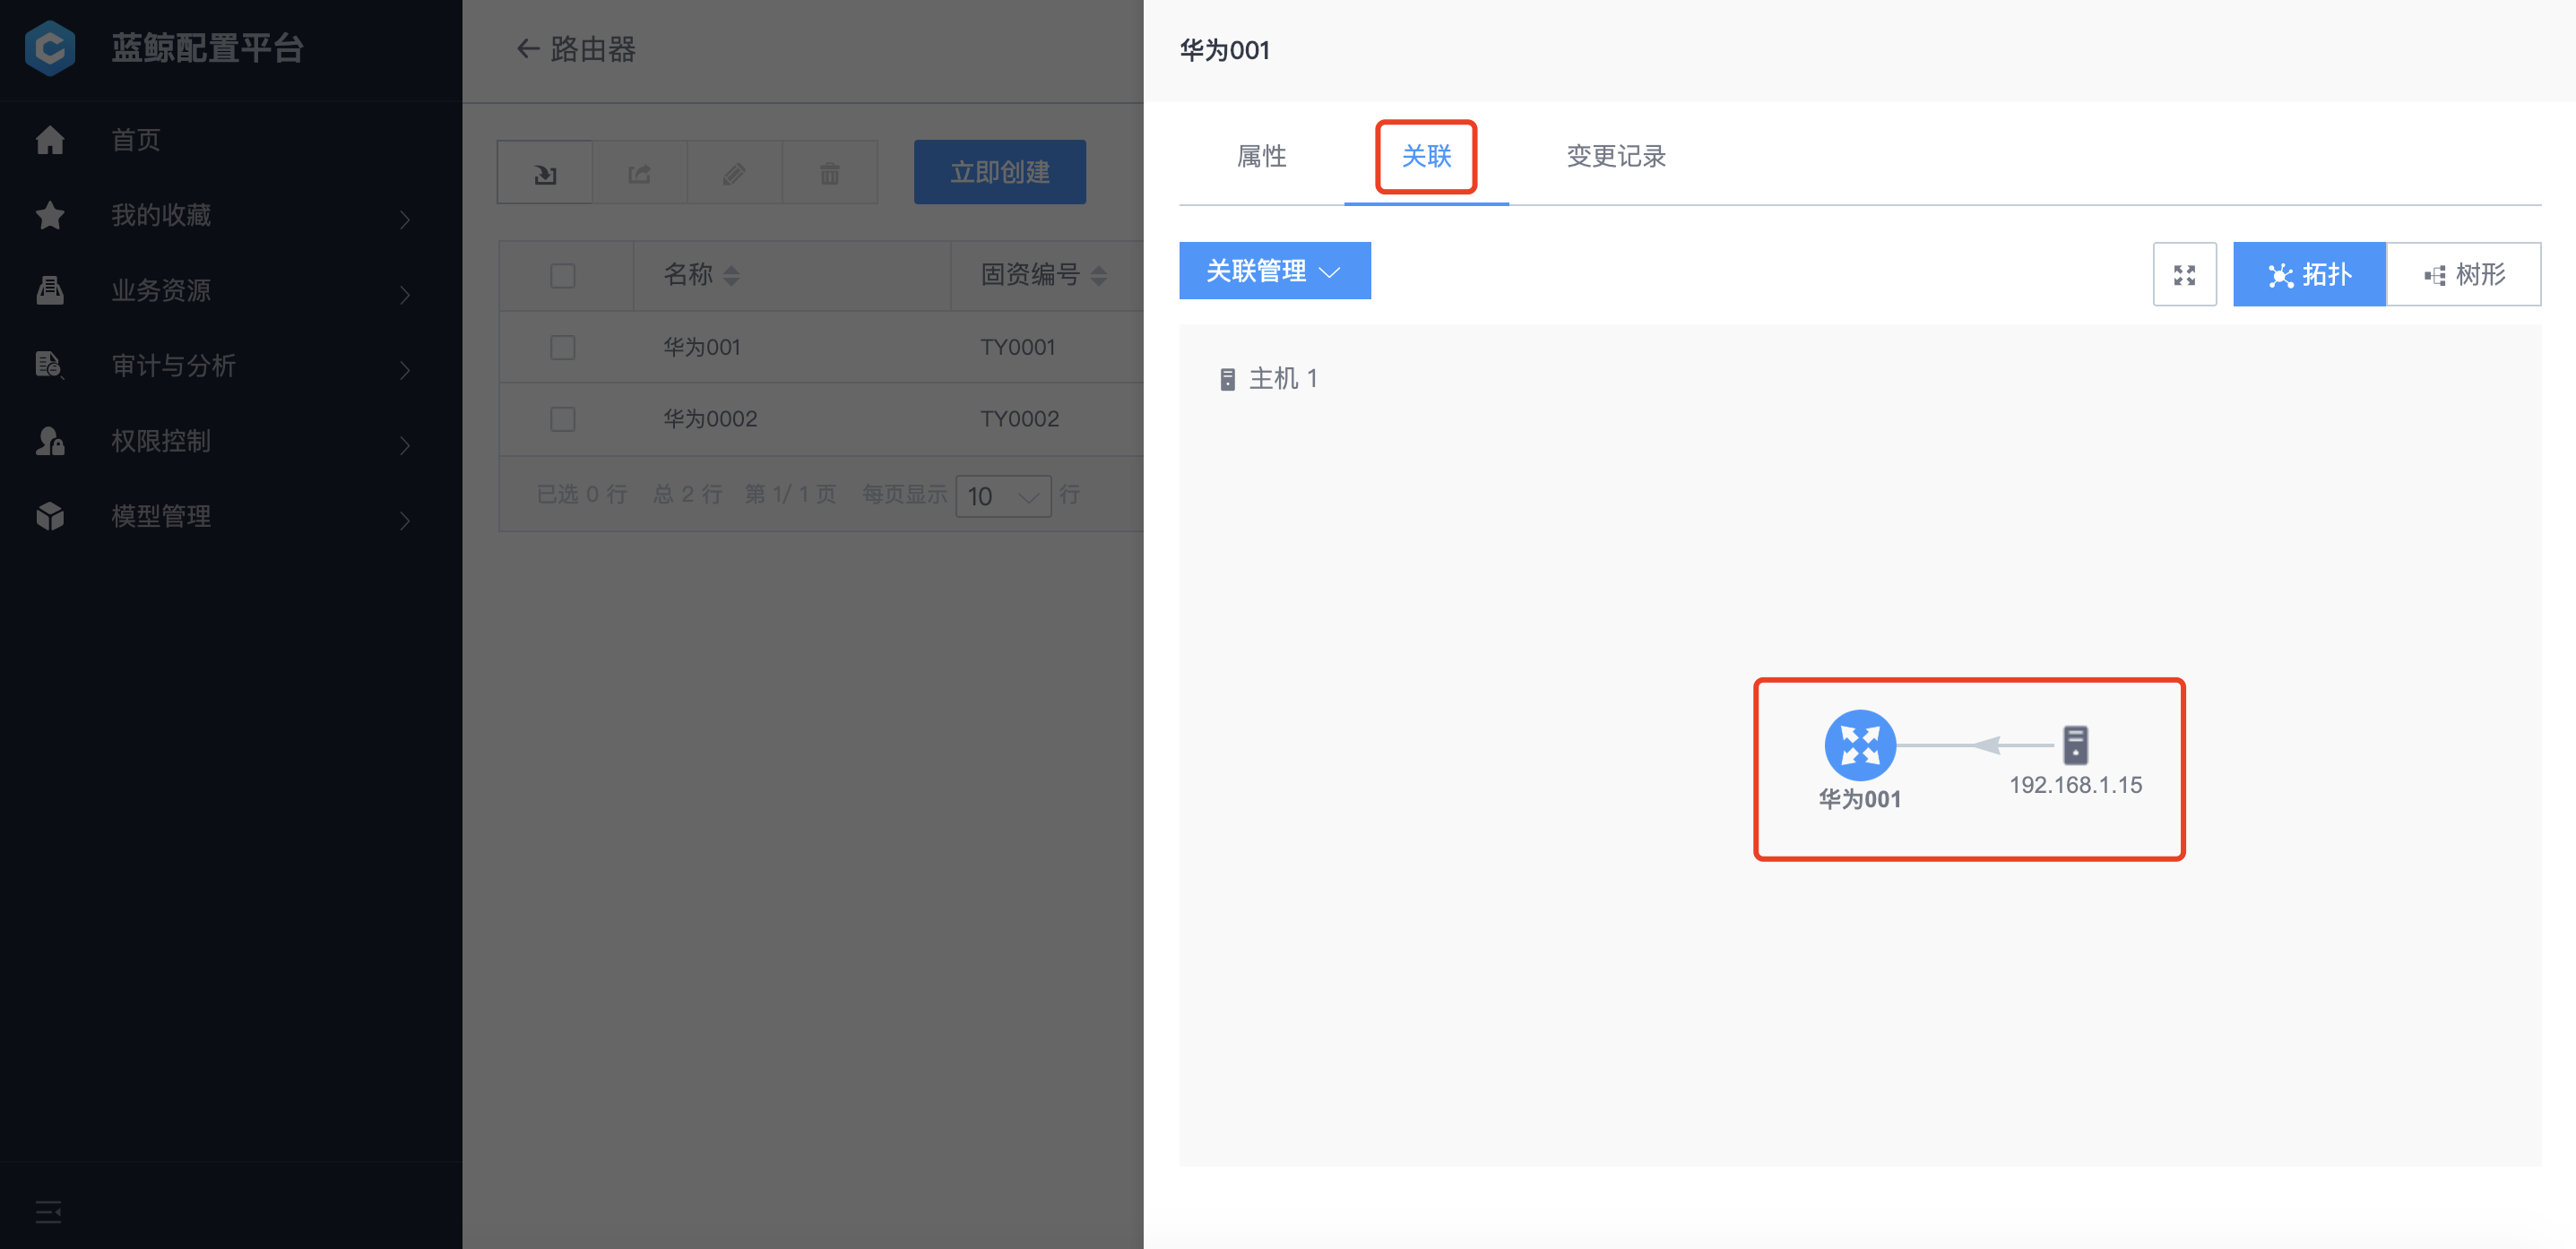 蓝鲸配置平台
首页
我的收藏
业务资源
审计与分析
权限控制
模型管理
路由器
立即创建
名称 固资编号
华为001 TY0001
华为0002 TY0002
已选 0 行 总 2 行 第 1/ 1 页 每页显示 10 行
华为001
属性 关联 变更记录
关联管理
拓扑 树形
主机 1
华为001
192.168.1.15